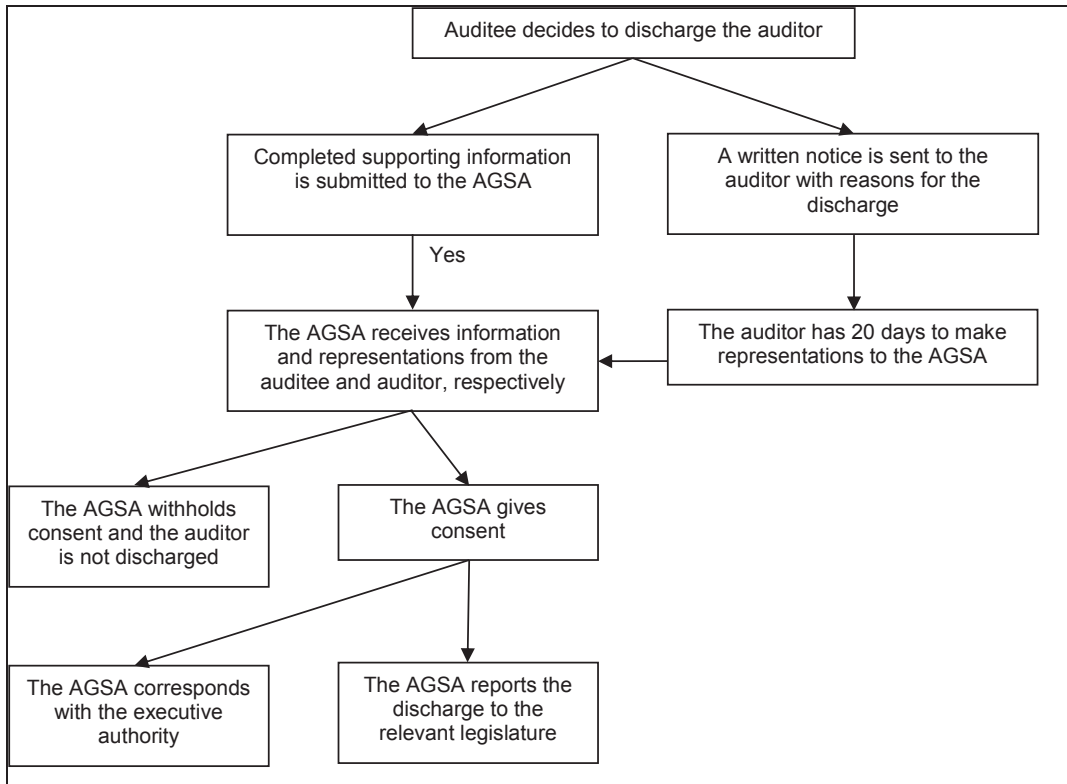 Auditee decides to discharge the auditor
Completed supporting information
is submitted to the AGSA
A written notice is sent to the
auditor with reasons for the
discharge
Yes
The AGSA receives information
and representations from the
auditee and auditor, respectively
The auditor has 20 days to make
representations to the AGSA
The AGSA withholds
consent and the auditor
is not discharged
The AGSA gives
consent
The AGSA corresponds
with the executive
authority
The AGSA reports the
discharge to the
relevant legislature